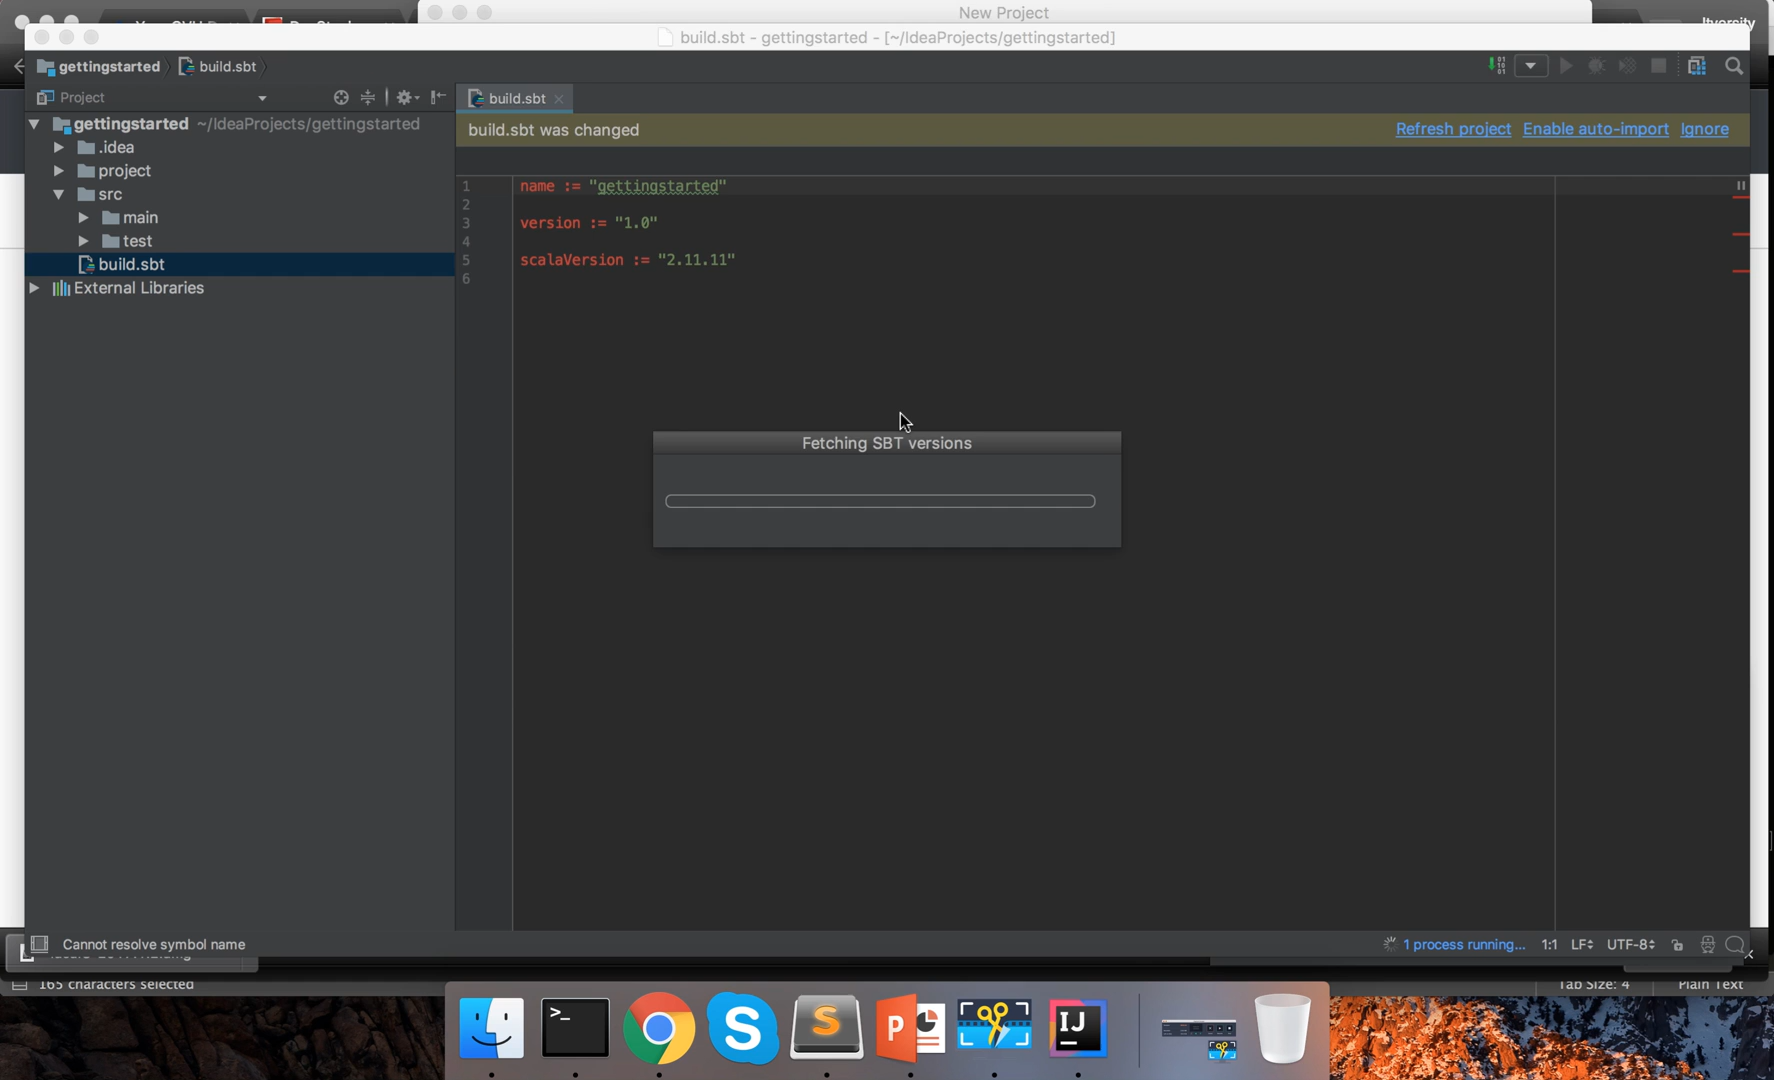 New Project
build.sbt - gettingstarted - [~/IdeaProjects/gettingstarted]
gettingstarted
build.sbt
Project
build.sbt
gettingstarted ~/IdeaProjects/gettingstarted
build.sbt was changed
Refresh project Enable auto-import Ignore
.idea
project
src
main
test
build.sbt
External Libraries
1 name := "gettingstarted"
2
3 version := "1.0"
4
5 scalaVersion := "2.11.11"
6
Fetching SBT versions
Cannot resolve symbol name
1 process running... 1:1 LF UTF-8
165 characters selected
Tab Size: 4
Plain Text
>_
S
S
P
IJ